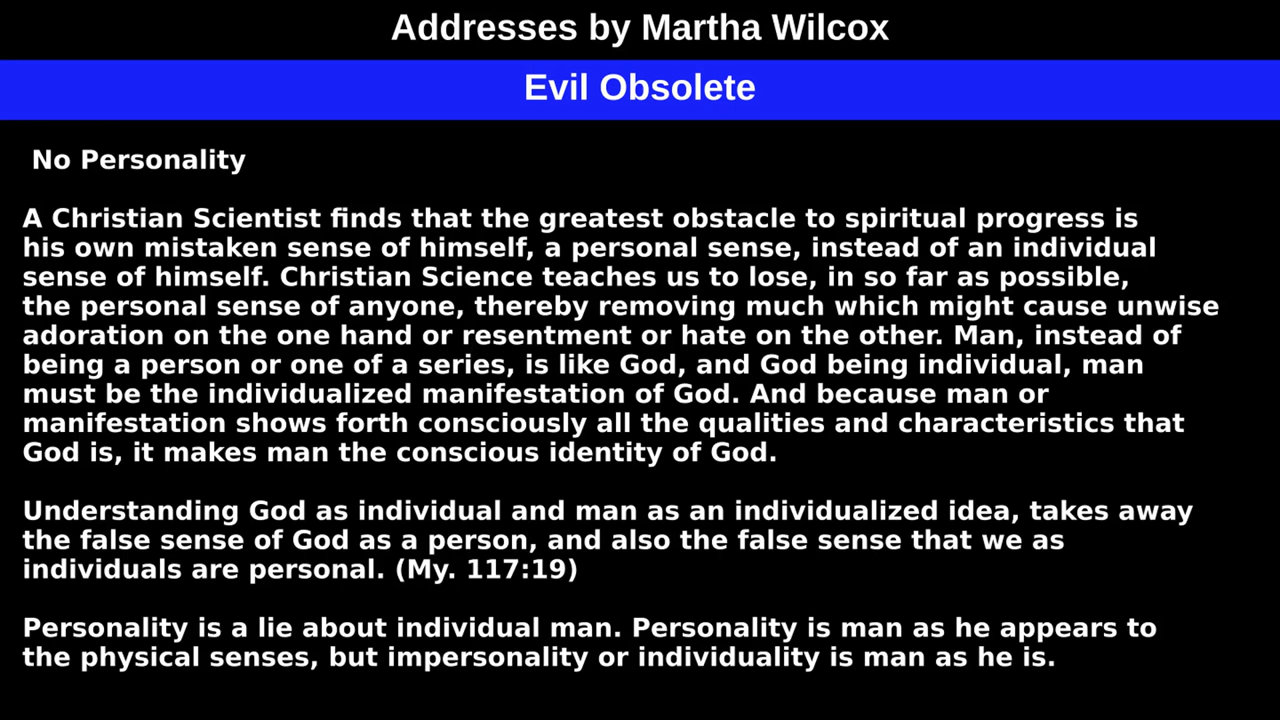 Addresses by Martha Wilcox
Evil Obsolete
No Personality
A Christian Scientist finds that the greatest obstacle to spiritual progress is
his own mistaken sense of himself, a personal sense, instead of an individual
sense of himself. Christian Science teaches us to lose, in so far as possible,
the personal sense of anyone, thereby removing much which might cause unwise
adoration on the one hand or resentment or hate on the other. Man, instead of
being a person or one of a series, is like God, and God being individual, man
must be the individualized manifestation of God. And because man or
manifestation shows forth consciously all the qualities and characteristics that
God is, it makes man the conscious identity of God.
Understanding God as individual and man as an individualized idea, takes away
the false sense of God as a person, and also the false sense that we as
individuals are personal. (My. 117:19)
Personality is a lie about individual man. Personality is man as he appears to
the physical senses, but impersonality or individuality is man as he is.